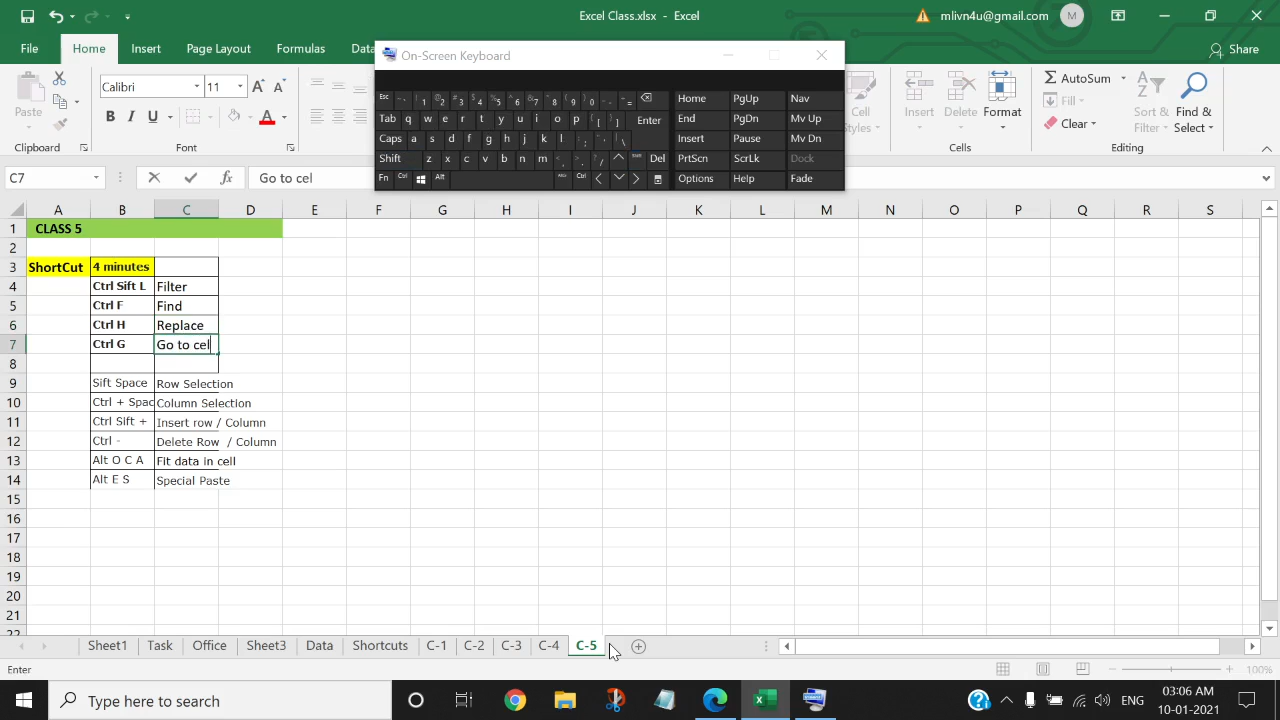 Excel Class.xlsx - Excel
mlivn4u@gmail.com M
File Home Insert Page Layout Formulas Dat
Share
On-Screen Keyboard
Esc
Home PgUp Nav
Tab q w e r t y u i o p Enter End PgDn Mv Up
Caps a s d f g h j k l Insert Pause Mv Dn
Shift z x c v b n m Del PrtScn ScrLk Dock
Fn Ctrl Alt Ctrl Options Help Fade
Paste
Calibri 11
B I U
Clipboard Font
Cell Styles
Insert Delete Format
Cells
AutoSum
Fill
Clear
Sort & Filter
Find & Select
Editing
C7 fx Go to cel
A B C D E F G H I J K L M N O P Q R S
1 CLASS 5
2
3 ShortCut 4 minutes
4 Ctrl Sift L Filter
5 Ctrl F Find
6 Ctrl H Replace
7 Ctrl G Go to cel
8
9 Sift Space Row Selection
10 Ctrl + Spac Column Selection
11 Ctrl Sift + Insert row / Column
12 Ctrl - Delete Row / Column
13 Alt O C A Fit data in cell
14 Alt E S Special Paste
15
16
17
18
19
20
21
22
Sheet1 Task Office Sheet3 Data Shortcuts C-1 C-2 C-3 C-4 C-5
Enter
100%
Type here to search
ENG
03:06 AM
10-01-2021